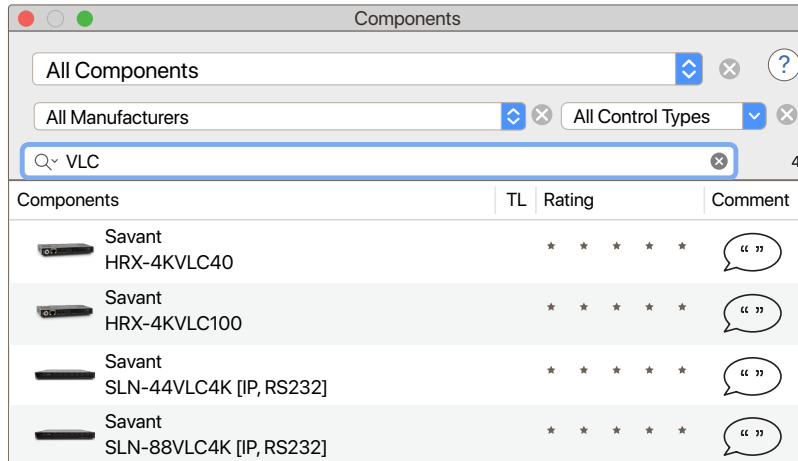 Components
All Components
?
All Manufacturers
All Control Types
VLC
4
Components TL Rating Comment
Savant
HRX-4KVLC40
“ ”
Savant
HRX-4KVLC100
“ ”
Savant
SLN-44VLC4K [IP, RS232]
“ ”
Savant
SLN-88VLC4K [IP, RS232]
“ ”